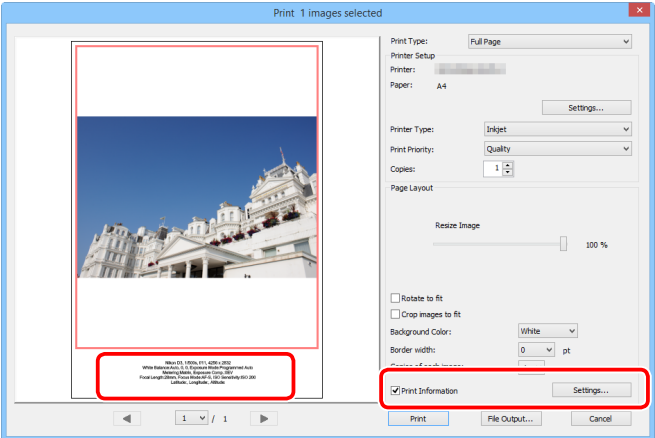 Print 1 images selected
Print Type: Full Page
Printer Setup
Printer:
Paper: A4
Settings...
Printer Type: Inkjet
Print Priority: Quality
Copies: 1
Page Layout
Resize Image
100 %
Rotate to fit
Crop images to fit
Background Color: White
Border width: 0 pt
Copies of each image:
Print Information Settings...
Nikon D3, 1/500s, f/11, 4256 x 2832
White Balance:Auto, 0, 0, Exposure Mode:Programmed Auto
Metering:Matrix, Exposure Comp.:0EV
Focal Length:28mm, Focus Mode:AF-S, ISO Sensitivity:ISO 200
Latitude:, Longitude:, Altitude:
1 / 1
Print File Output... Cancel